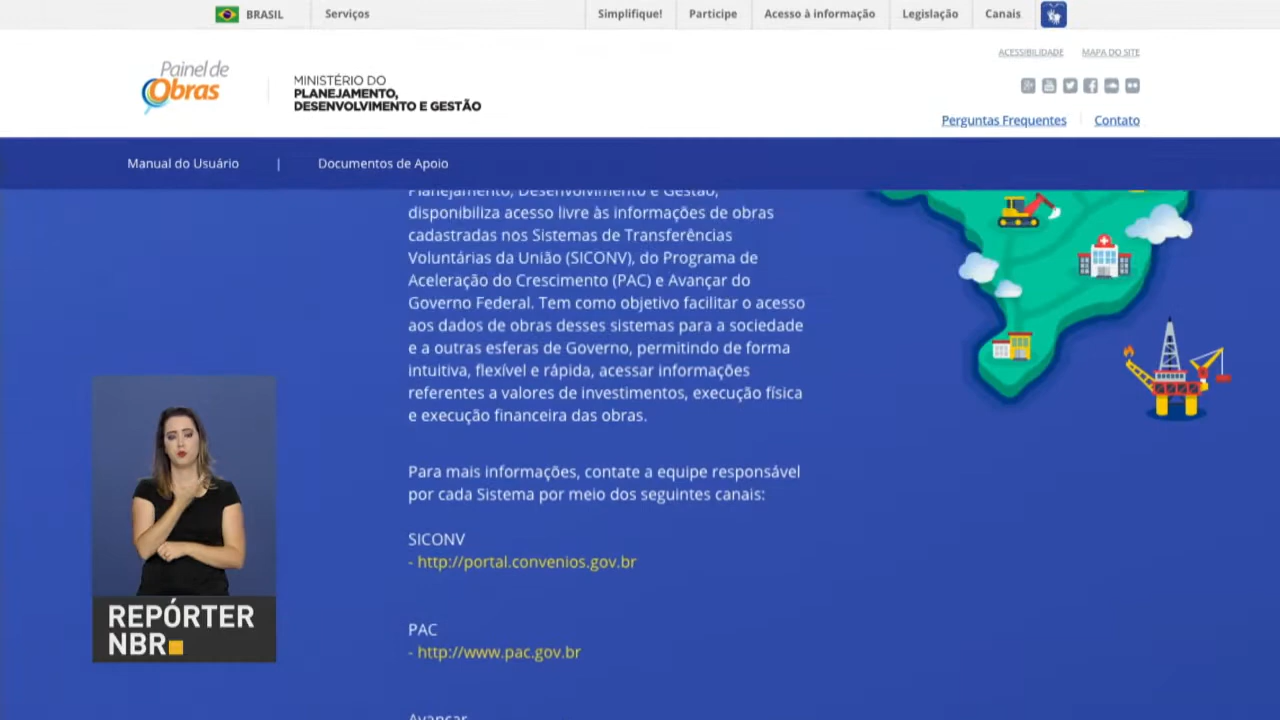 BRASIL
Serviços
Simplifique!
Participe
Acesso à informação
Legislação
Canais
ACESSIBILIDADE
MAPA DO SITE
Painel de
Obras
MINISTÉRIO DO
PLANEJAMENTO,
DESENVOLVIMENTO E GESTÃO
Perguntas Frequentes
Contato
Manual do Usuário | Documentos de Apoio
Planejamento, Desenvolvimento e Gestão,
disponibiliza acesso livre às informações de obras
cadastradas nos Sistemas de Transferências
Voluntárias da União (SICONV), do Programa de
Aceleração do Crescimento (PAC) e Avançar do
Governo Federal. Tem como objetivo facilitar o acesso
aos dados de obras desses sistemas para a sociedade
e a outras esferas de Governo, permitindo de forma
intuitiva, flexível e rápida, acessar informações
referentes a valores de investimentos, execução física
e execução financeira das obras.
Para mais informações, contate a equipe responsável
por cada Sistema por meio dos seguintes canais:
SICONV
- http://portal.convenios.gov.br
PAC
- http://www.pac.gov.br
Avançar
REPÓRTER
NBR